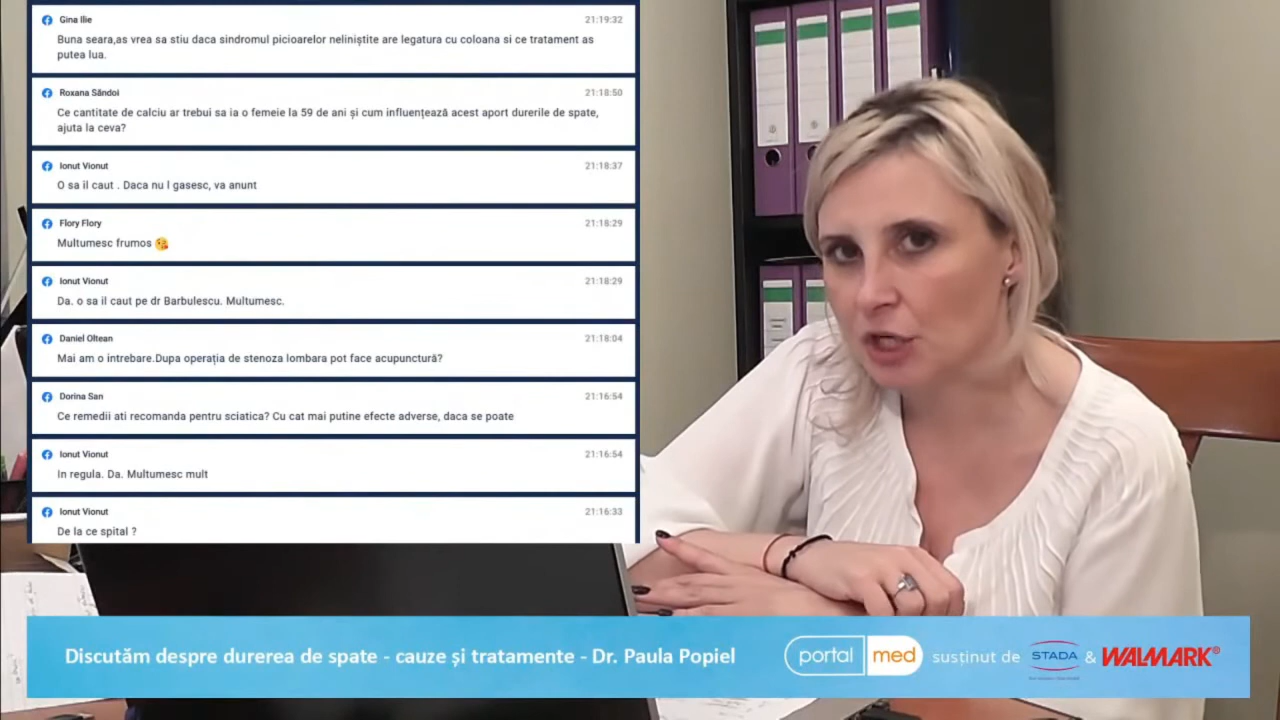 Gina Ilie 21:19:32
Buna seara,as vrea sa stiu daca sindromul picioarelor neliniștite are legatura cu coloana si ce tratament as
putea lua.
Roxana Săndoi 21:18:50
Ce cantitate de calciu ar trebui sa ia o femeie la 59 de ani și cum influențează acest aport durerile de spate,
ajuta la ceva?
Ionut Vionut 21:18:37
O sa il caut . Daca nu l gasesc, va anunt
Flory Flory 21:18:29
Multumesc frumos 😘
Ionut Vionut 21:18:29
Da. o sa il caut pe dr Barbulescu. Multumesc.
Daniel Oltean 21:18:04
Mai am o intrebare.Dupa operația de stenoza lombara pot face acupunctură?
Dorina San 21:16:54
Ce remedii ati recomanda pentru sciatica? Cu cat mai putine efecte adverse, daca se poate
Ionut Vionut 21:16:54
In regula. Da. Multumesc mult
Ionut Vionut 21:16:33
De la ce spital ?
Discutăm despre durerea de spate - cauze și tratamente - Dr. Paula Popiel
portal med susținut de STADA & WALMARK®